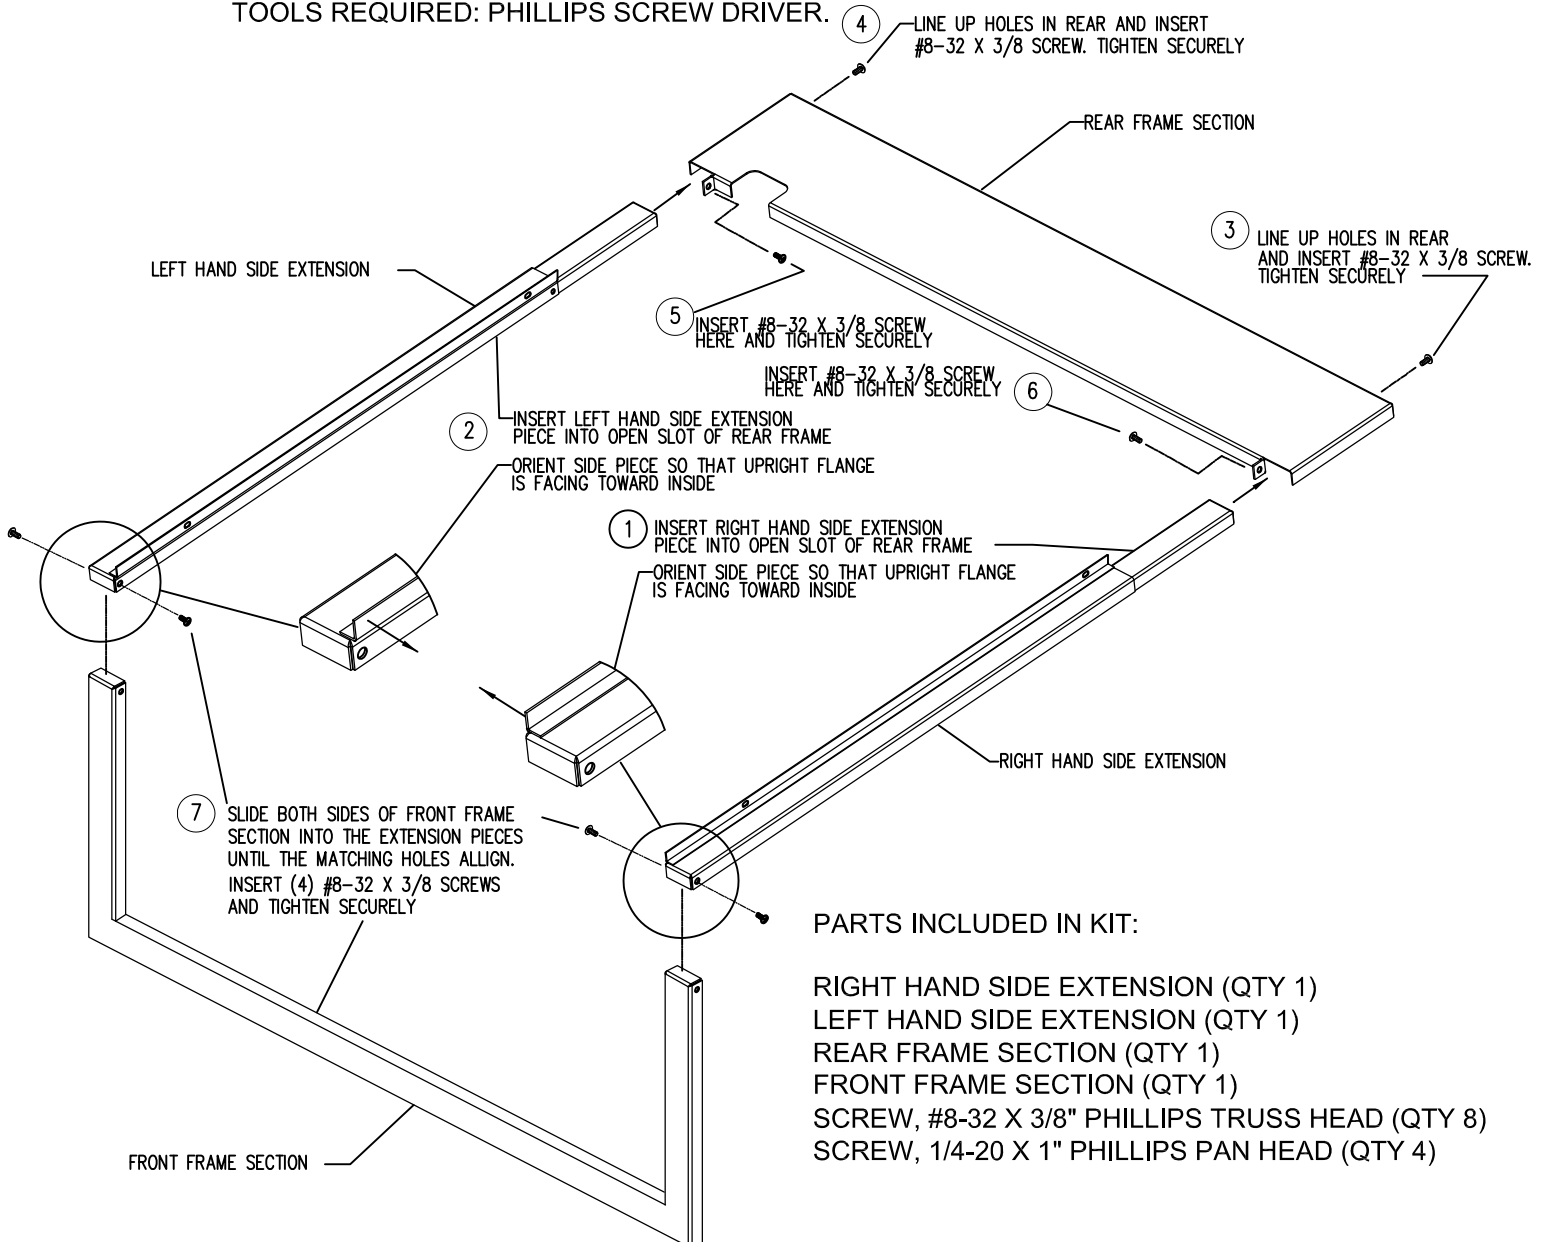 TOOLS REQUIRED: PHILLIPS SCREW DRIVER.
4
LINE UP HOLES IN REAR AND INSERT
#8-32 X 3/8 SCREW. TIGHTEN SECURELY
REAR FRAME SECTION
3
LINE UP HOLES IN REAR
AND INSERT #8-32 X 3/8 SCREW.
TIGHTEN SECURELY
LEFT HAND SIDE EXTENSION
5
INSERT #8-32 X 3/8 SCREW
HERE AND TIGHTEN SECURELY
INSERT #8-32 X 3/8 SCREW
HERE AND TIGHTEN SECURELY
6
2
INSERT LEFT HAND SIDE EXTENSION
PIECE INTO OPEN SLOT OF REAR FRAME
ORIENT SIDE PIECE SO THAT UPRIGHT FLANGE
IS FACING TOWARD INSIDE
1
INSERT RIGHT HAND SIDE EXTENSION
PIECE INTO OPEN SLOT OF REAR FRAME
ORIENT SIDE PIECE SO THAT UPRIGHT FLANGE
IS FACING TOWARD INSIDE
RIGHT HAND SIDE EXTENSION
7
SLIDE BOTH SIDES OF FRONT FRAME
SECTION INTO THE EXTENSION PIECES
UNTIL THE MATCHING HOLES ALLIGN.
INSERT (4) #8-32 X 3/8 SCREWS
AND TIGHTEN SECURELY
FRONT FRAME SECTION
PARTS INCLUDED IN KIT:
RIGHT HAND SIDE EXTENSION (QTY 1)
LEFT HAND SIDE EXTENSION (QTY 1)
REAR FRAME SECTION (QTY 1)
FRONT FRAME SECTION (QTY 1)
SCREW, #8-32 X 3/8" PHILLIPS TRUSS HEAD (QTY 8)
SCREW, 1/4-20 X 1" PHILLIPS PAN HEAD (QTY 4)